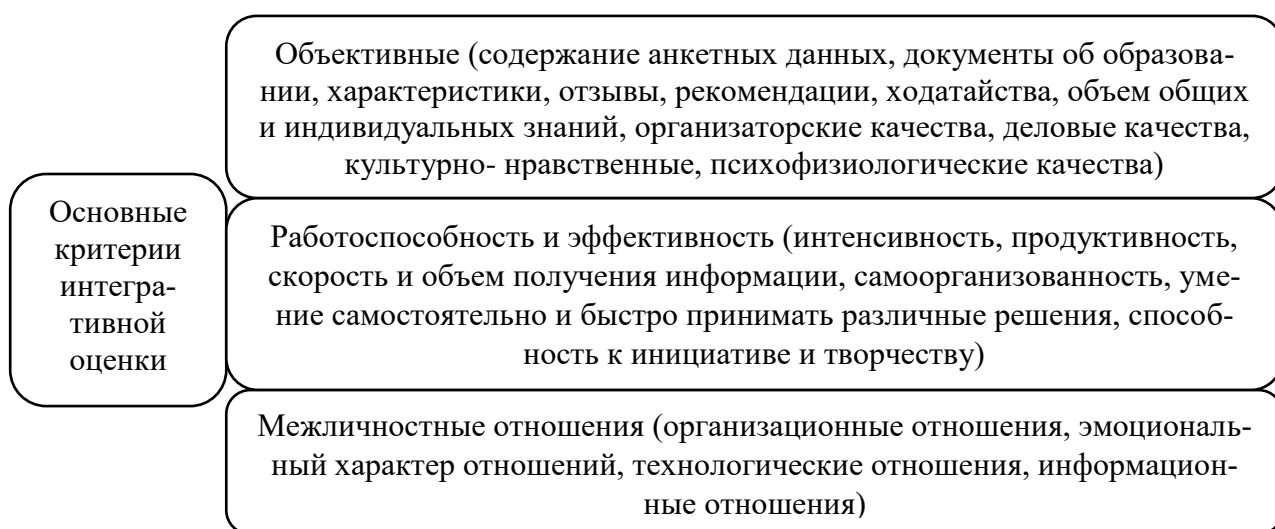 Объективные (содержание анкетных данных, документы об образова-
нии, характеристики, отзывы, рекомендации, ходатайства, объем общих
и индивидуальных знаний, организаторские качества, деловые качества,
культурно- нравственные, психофизиологические качества)
Основные
критерии
интегра-
тивной
оценки
Работоспособность и эффективность (интенсивность, продуктивность,
скорость и объем получения информации, самоорганизованность, уме-
ние самостоятельно и быстро принимать различные решения, способ-
ность к инициативе и творчеству)
Межличностные отношения (организационные отношения, эмоциональ-
ный характер отношений, технологические отношения, информацион-
ные отношения)